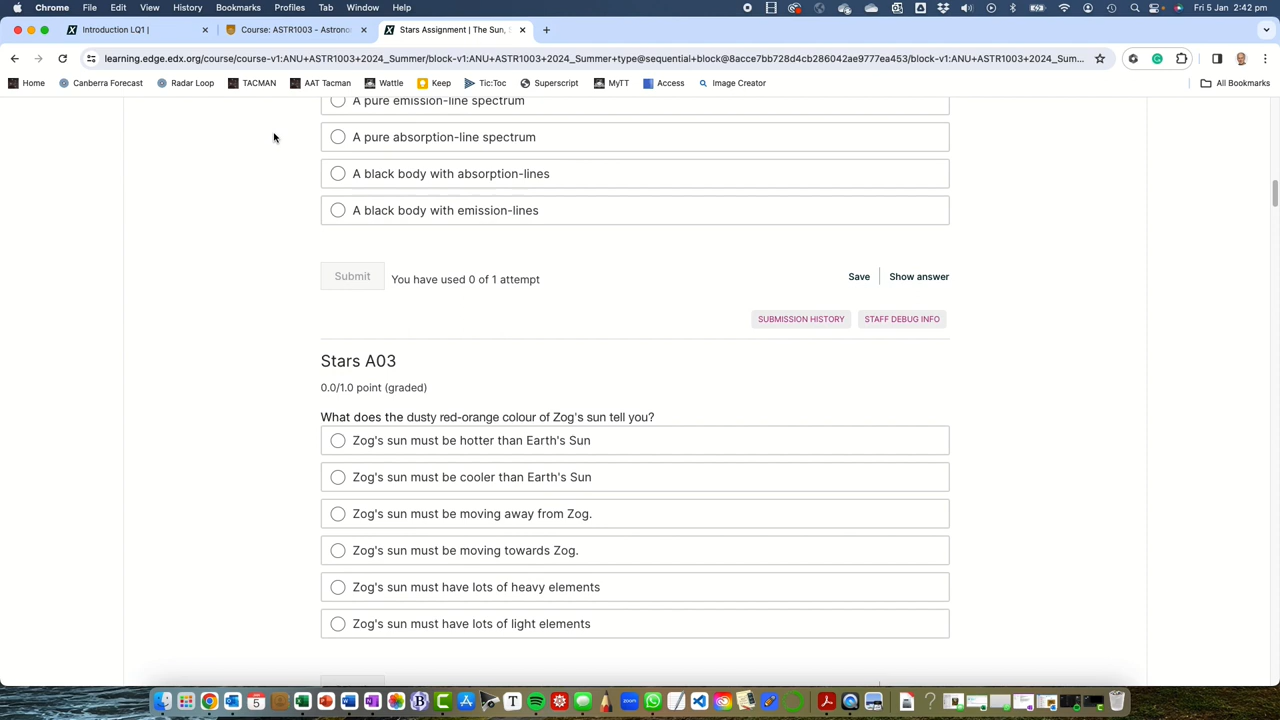 Chrome File Edit View History Bookmarks Profiles Tab Window Help Fri 5 Jan 2:42 pm
Introduction LQ1 | Course: ASTR1003 - Astrono Stars Assignment | The Sun, S
learning.edge.edx.org/course/course-v1:ANU+ASTR1003+2024_Summer/block-v1:ANU+ASTR1003+2024_Summer+type@sequential+block@8acce7bb728d4cb286042ae9777ea453/block-v1:ANU+ASTR1003+2024_Sum...
Home Canberra Forecast Radar Loop TACMAN AAT Tacman Wattle Keep Tic:Toc Superscript MyTT Access Image Creator All Bookmarks
A pure emission-line spectrum
A pure absorption-line spectrum
A black body with absorption-lines
A black body with emission-lines
Submit You have used 0 of 1 attempt Save Show answer
SUBMISSION HISTORY STAFF DEBUG INFO
Stars A03
0.0/1.0 point (graded)
What does the dusty red-orange colour of Zog's sun tell you?
Zog's sun must be hotter than Earth's Sun
Zog's sun must be cooler than Earth's Sun
Zog's sun must be moving away from Zog.
Zog's sun must be moving towards Zog.
Zog's sun must have lots of heavy elements
Zog's sun must have lots of light elements